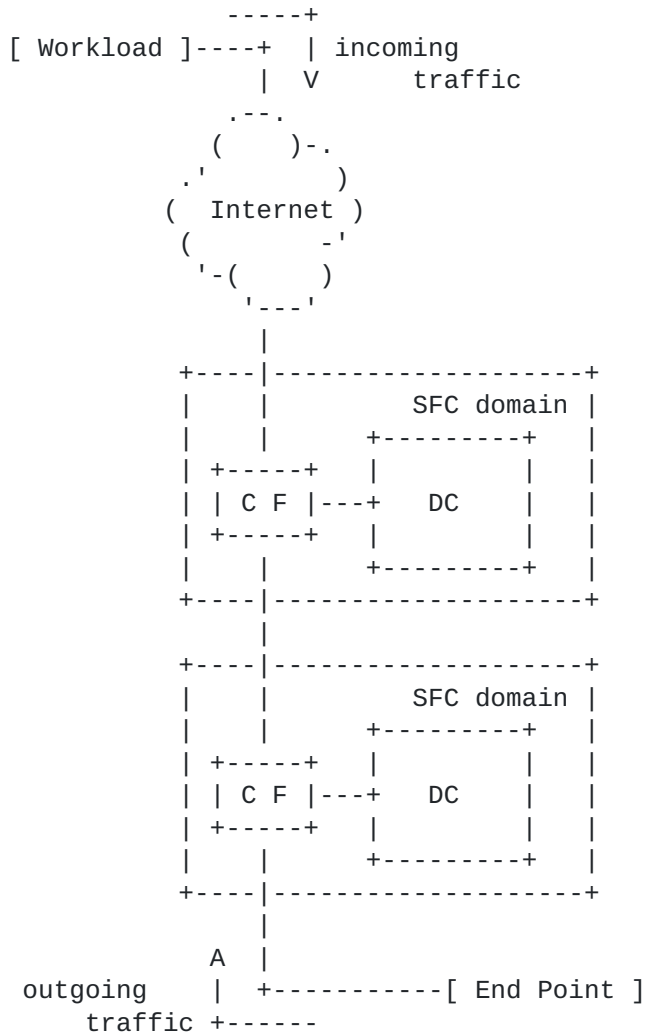 [ Workload ] incoming
V traffic
Internet
SFC domain
C F DC
SFC domain
C F DC
A
outgoing [ End Point ]
traffic